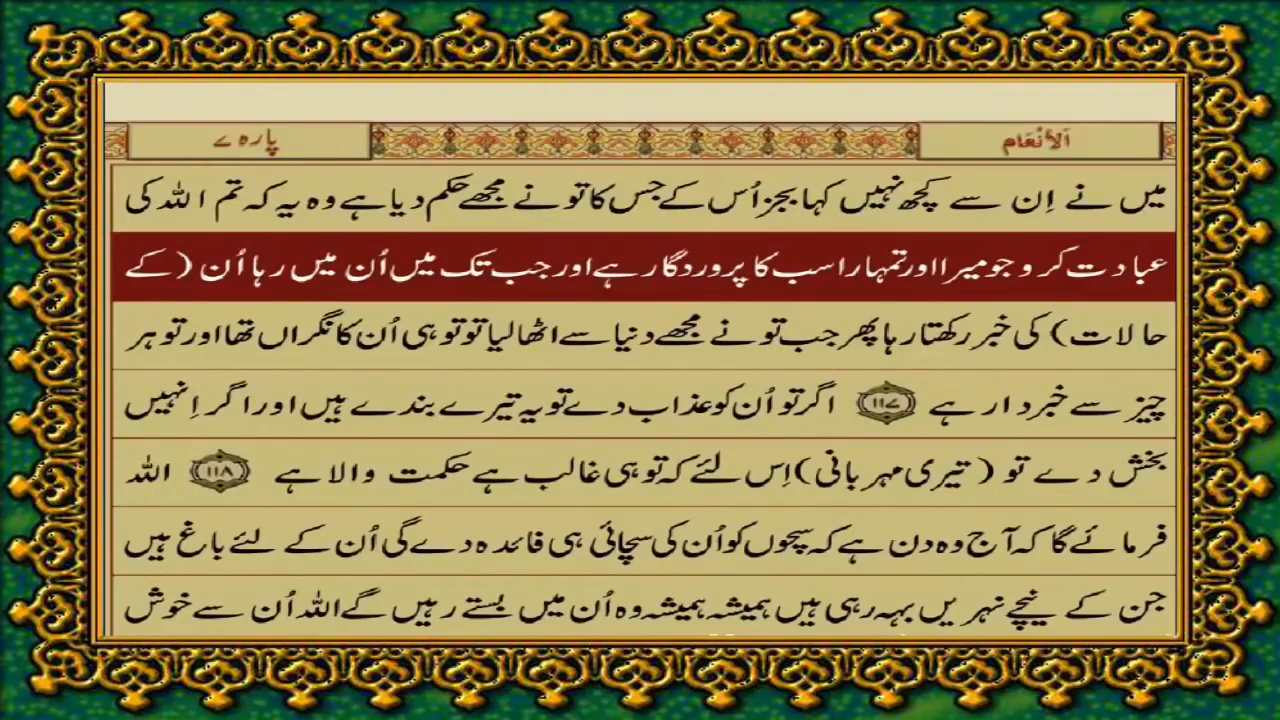 اَلاَنْعَام
پارہ ۷
میں نے اِن سے کچھ نہیں کہا بجز اُس کے جس کا تو نے مجھے حکم دیا ہے وہ یہ کہ تم اللہ کی
عبادت کرو جو میرا اور تمہارا سب کا پروردگار ہے اور جب تک میں اُن میں رہا اُن (کے
حالات) کی خبر رکھتا رہا پھر جب تو نے مجھے دنیا سے اٹھا لیا تو تو ہی اُن کا نگراں تھا اور تو ہر
چیز سے خبردار ہے ۱۱۷ اگر تو اُن کو عذاب دے تو یہ تیرے بندے ہیں اور اگر اِنہیں
بخش دے تو (تیری مہربانی) اِس لئے کہ تو ہی غالب ہے حکمت والا ہے ۱۱۸ اللہ
فرمائے گا کہ آج وہ دن ہے کہ سچوں کو اُن کی سچائی ہی فائدہ دے گی اُن کے لئے باغ ہیں
جن کے نیچے نہریں بہہ رہی ہیں ہمیشہ ہمیشہ وہ اُن میں بستے رہیں گے اللہ اُن سے خوش